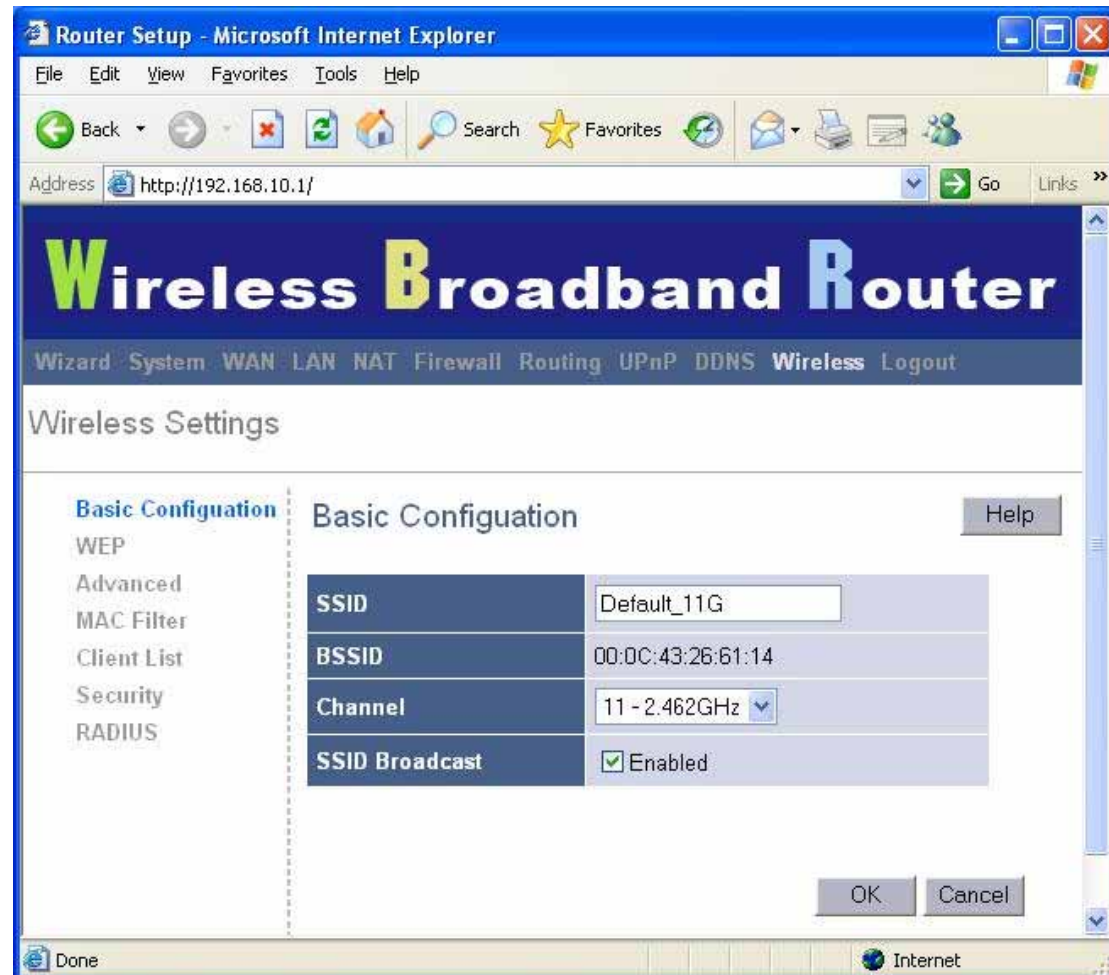 Router Setup - Microsoft Internet Explorer
File Edit View Favorites Tools Help
Back Search Favorites
Address http://192.168.10.1/ Go Links »
Wireless Broadband Router
Wizard System WAN LAN NAT Firewall Routing UPnP DDNS Wireless Logout
Wireless Settings
Basic Configuation
WEP
Advanced
MAC Filter
Client List
Security
RADIUS
Basic Configuation Help
SSID Default_11G
BSSID 00:0C:43:26:61:14
Channel 11 - 2.462GHz
SSID Broadcast Enabled
OK Cancel
Done Internet